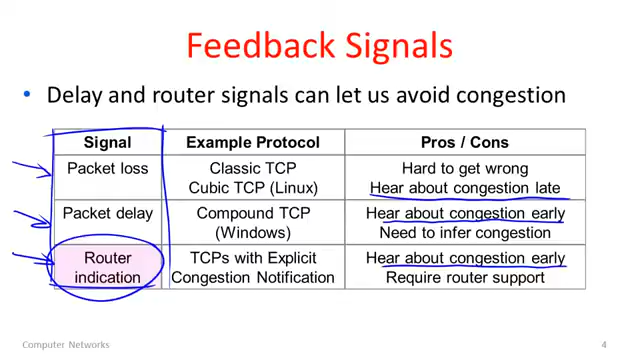 Feedback Signals
• Delay and router signals can let us avoid congestion
Signal Example Protocol Pros / Cons
Packet loss Classic TCP Hard to get wrong
Cubic TCP (Linux) Hear about congestion late
Packet delay Compound TCP Hear about congestion early
(Windows) Need to infer congestion
Router TCPs with Explicit Hear about congestion early
indication Congestion Notification Require router support
Computer Networks 4